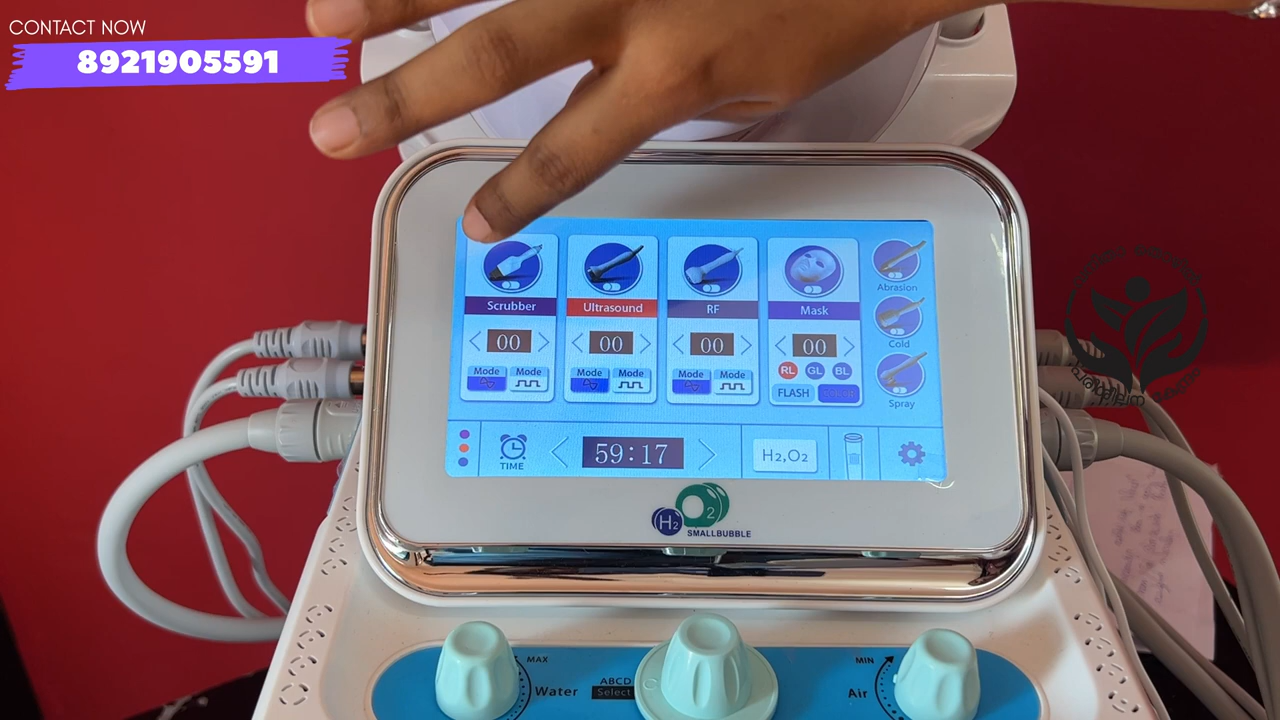 CONTACT NOW
8921905591
Scrubber
Ultrasound
RF
Mask
Abrasion
Cold
Spray
00
00
00
00
Mode
Mode
Mode
Mode
Mode
Mode
RL
GL
BL
FLASH
COLOR
TIME
59:17
H2,O2
H2
O2
SMALLBUBBLE
MAX
Water
ABCD
Select
MIN
Air